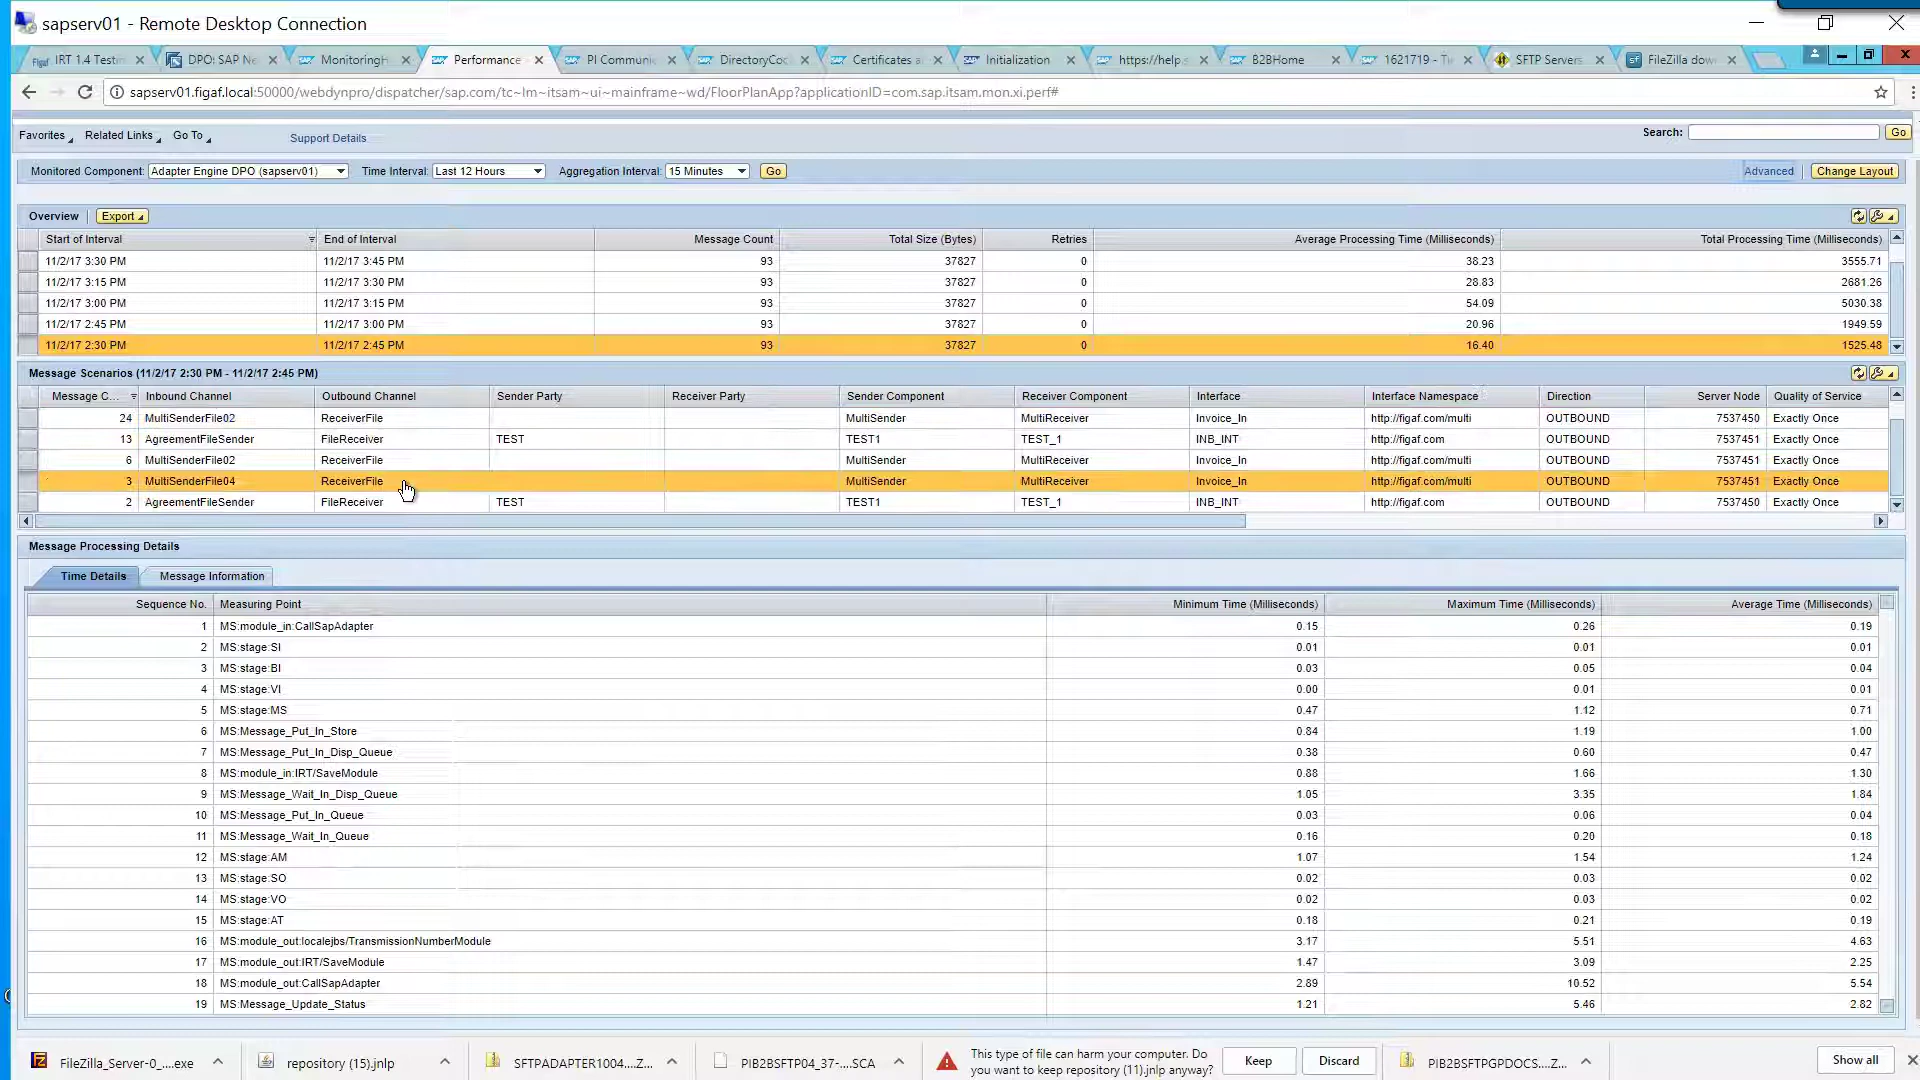 sapserv01 - Remote Desktop Connection
Figaf IRT 1.4 Testin
DPO: SAP Ne
MonitoringH
Performance
PI Communi
DirectoryCoc
Certificates a
Initialization
https://help.s
B2BHome
1621719 - Ti
SFTP Servers
FileZilla dow
sapserv01.figaf.local:50000/webdynpro/dispatcher/sap.com/tc~lm~itsam~ui~mainframe~wd/FloorPlanApp?applicationID=com.sap.itsam.mon.xi.perf#
Favorites Related Links Go To Support Details Search: Go
Monitored Component: Adapter Engine DPO (sapserv01) Time Interval: Last 12 Hours Aggregation Interval: 15 Minutes Go Advanced Change Layout
Overview Export
Start of Interval End of Interval Message Count Total Size (Bytes) Retries Average Processing Time (Milliseconds) Total Processing Time (Milliseconds)
11/2/17 3:30 PM 11/2/17 3:45 PM 93 37827 0 38.23 3555.71
11/2/17 3:15 PM 11/2/17 3:30 PM 93 37827 0 28.83 2681.26
11/2/17 3:00 PM 11/2/17 3:15 PM 93 37827 0 54.09 5030.38
11/2/17 2:45 PM 11/2/17 3:00 PM 93 37827 0 20.96 1949.59
11/2/17 2:30 PM 11/2/17 2:45 PM 93 37827 0 16.40 1525.48
Message Scenarios (11/2/17 2:30 PM - 11/2/17 2:45 PM)
Message C... Inbound Channel Outbound Channel Sender Party Receiver Party Sender Component Receiver Component Interface Interface Namespace Direction Server Node Quality of Service
24 MultiSenderFile02 ReceiverFile MultiSender MultiReceiver Invoice_In http://figaf.com/multi OUTBOUND 7537450 Exactly Once
13 AgreementFileSender FileReceiver TEST TEST1 TEST_1 INB_INT http://figaf.com OUTBOUND 7537451 Exactly Once
6 MultiSenderFile02 ReceiverFile MultiSender MultiReceiver Invoice_In http://figaf.com/multi OUTBOUND 7537451 Exactly Once
3 MultiSenderFile04 ReceiverFile MultiSender MultiReceiver Invoice_In http://figaf.com/multi OUTBOUND 7537451 Exactly Once
2 AgreementFileSender FileReceiver TEST TEST1 TEST_1 INB_INT http://figaf.com OUTBOUND 7537450 Exactly Once
Message Processing Details
Time Details Message Information
Sequence No. Measuring Point Minimum Time (Milliseconds) Maximum Time (Milliseconds) Average Time (Milliseconds)
1 MS:module_in:CallSapAdapter 0.15 0.26 0.19
2 MS:stage:SI 0.01 0.01 0.01
3 MS:stage:BI 0.03 0.05 0.04
4 MS:stage:VI 0.00 0.01 0.01
5 MS:stage:MS 0.47 1.12 0.71
6 MS:Message_Put_In_Store 0.84 1.19 1.00
7 MS:Message_Put_In_Disp_Queue 0.38 0.60 0.47
8 MS:module_in:IRT/SaveModule 0.88 1.66 1.30
9 MS:Message_Wait_In_Disp_Queue 1.05 3.35 1.84
10 MS:Message_Put_In_Queue 0.03 0.06 0.04
11 MS:Message_Wait_In_Queue 0.16 0.20 0.18
12 MS:stage:AM 1.07 1.54 1.24
13 MS:stage:SO 0.02 0.03 0.02
14 MS:stage:VO 0.02 0.03 0.02
15 MS:stage:AT 0.18 0.21 0.19
16 MS:module_out:localejbs/TransmissionNumberModule 3.17 5.51 4.63
17 MS:module_out:IRT/SaveModule 1.47 3.09 2.25
18 MS:module_out:CallSapAdapter 2.89 10.52 5.54
19 MS:Message_Update_Status 1.21 5.46 2.82
FileZilla_Server-0_....exe
repository (15).jnlp
SFTPADAPTER1004....Z...
PIB2BSFTP04_37-....SCA
This type of file can harm your computer. Do
you want to keep repository (11).jnlp anyway?
Keep
Discard
PIB2BSFTPGPDOCS....Z...
Show all